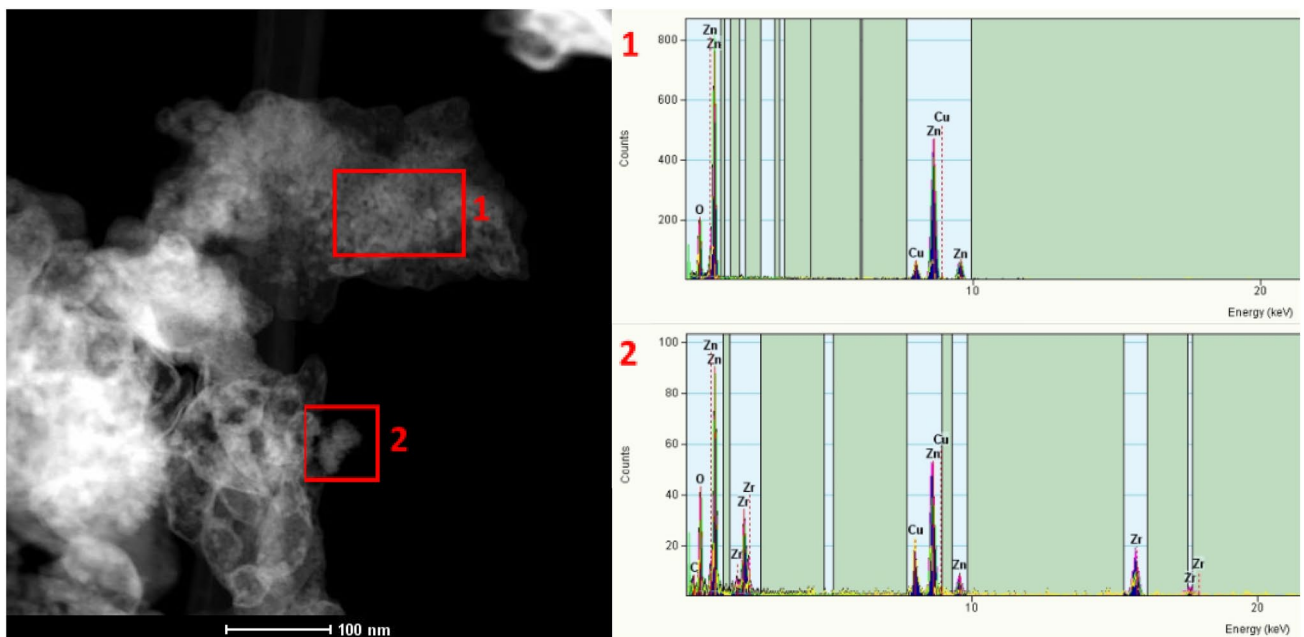 1
2
100 nm
1
800
600
400
200
Counts
Zn
Zn
O
Cu
Zn
Cu
Zn
10
20
Energy (keV)
2
100
80
60
40
20
Counts
Zn
Zn
O
C
Zr
Zr
Zr
Cu
Zn
Cu
Zn
Zr
Zr
Zr
10
20
Energy (keV)